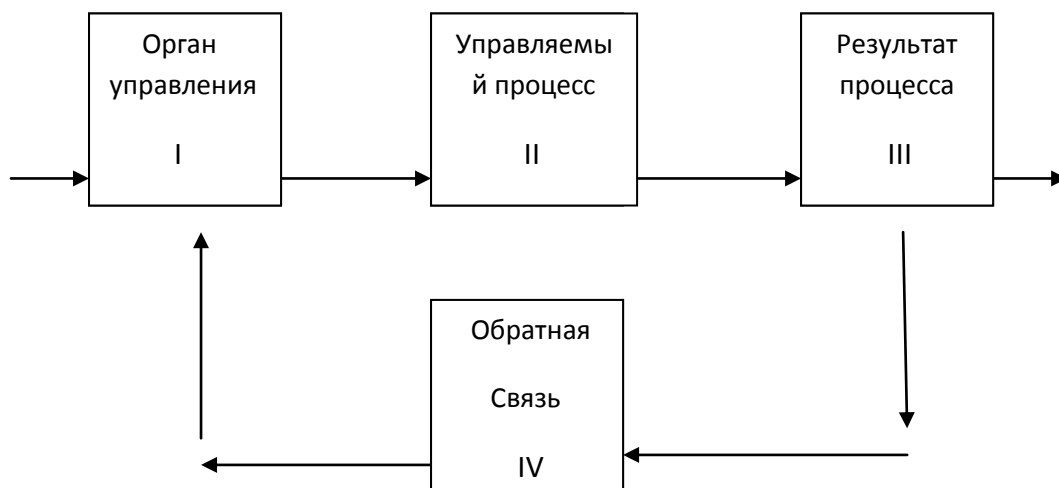 Орган
управления
I
Управляемы
й процесс
II
Результат
процесса
III
Обратная
Связь
IV